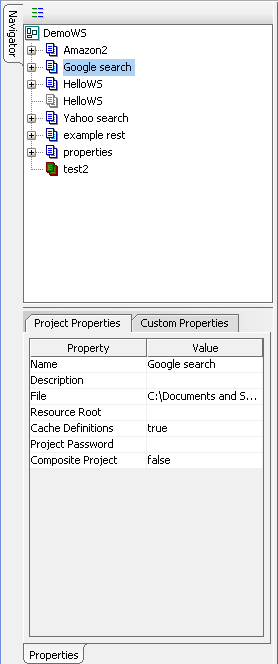 Navigator
DemoWS
Amazon2
Google search
HelloWS
HelloWS
Yahoo search
example rest
properties
test2
Project Properties Custom Properties
Property Value
Name Google search
Description
File C:\Documents and S...
Resource Root
Cache Definitions true
Project Password
Composite Project false
Properties